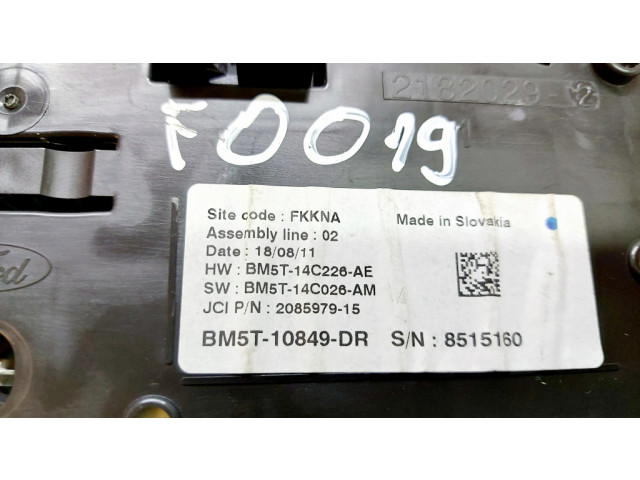 2182029-2
F0019
Site code : FKKNA
Made in Slovakia
Assembly line : 02
Date : 18/08/11
HW : BM5T-14C226-AE
SW : BM5T-14C026-AM
JCI P/N : 2085979-15
BM5T-10849-DR
S/N : 8515160
Ford